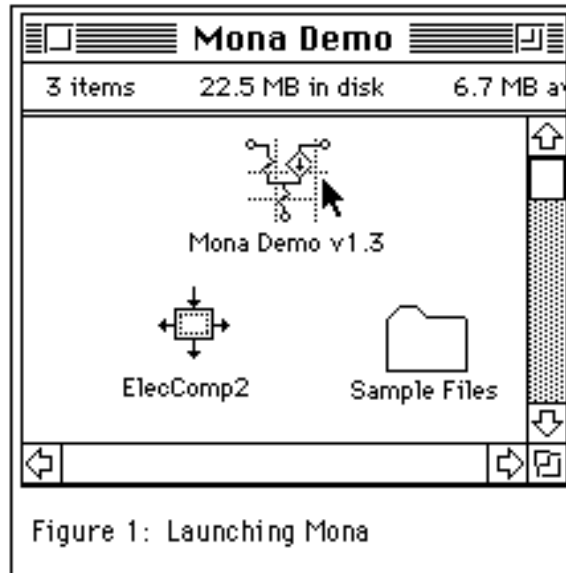 Mona Demo
3 items 22.5 MB in disk 6.7 MB av
Mona Demo v1.3
ElecComp2 Sample Files
Figure 1: Launching Mona